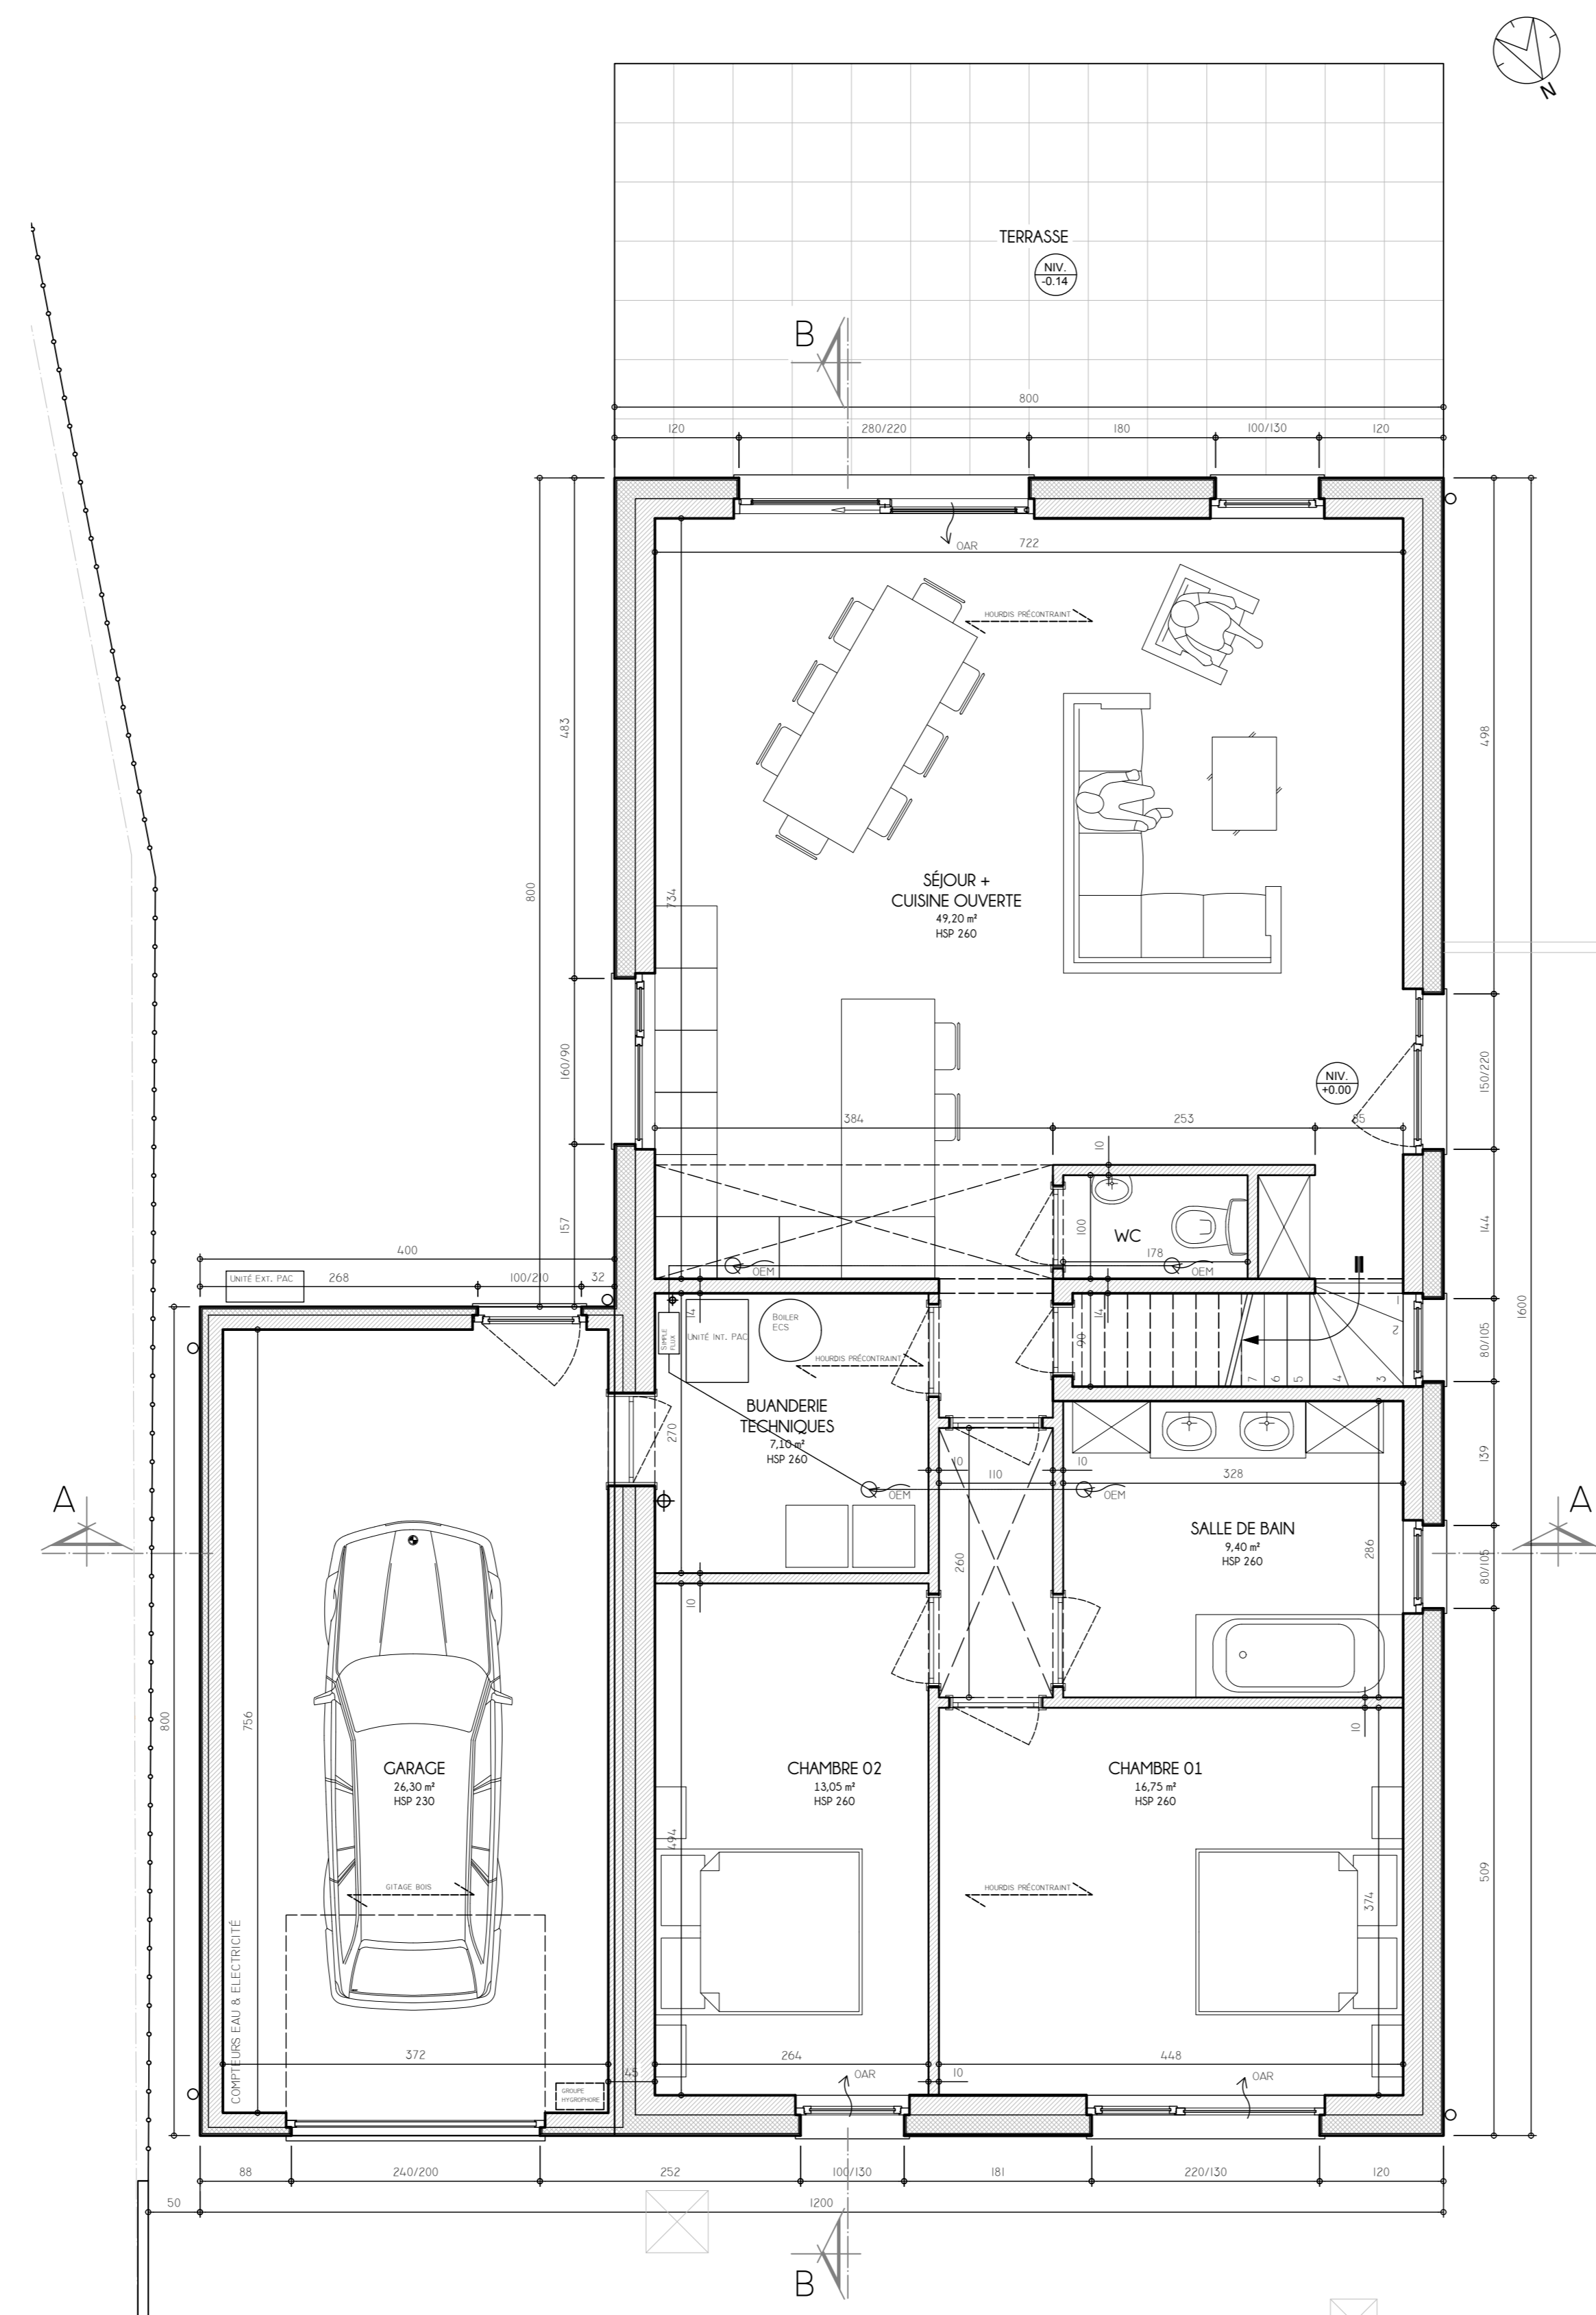 N
TERRASSE
NIV.
-0.14
B
800
120
280/220
180
100/130
120
OAR
722
HOURDIS PRÉCONTRAINT
483
498
800
734
SÉJOUR +
CUISINE OUVERTE
49,20 m²
HSP 260
160/90
150/220
NIV.
+0.00
384
253
85
10
157
100
WC
178
144
OEM
OEM
400
UNITÉ EXT. PAC
268
100/210
32
14
14
SIMPLE
FLUX
UNITÉ INT. PAC
BOILER
ECS
HOURDIS PRÉCONTRAINT
90
1
2
3
4
5
6
7
80/105
1600
BUANDERIE
TECHNIQUES
7,10 m²
HSP 260
270
10
110
10
328
139
OEM
OEM
A
A
SALLE DE BAIN
9,40 m²
HSP 260
260
286
80/105
10
10
800
756
GARAGE
26,30 m²
HSP 230
CHAMBRE 02
13,05 m²
HSP 260
CHAMBRE 01
16,75 m²
HSP 260
494
509
GITAGE BOIS
HOURDIS PRÉCONTRAINT
374
COMPTEURS EAU & ELECTRICITÉ
372
45
264
448
OAR
10
OAR
GROUPE
HYGROPHORE
88
240/200
252
100/130
181
220/130
120
50
1200
B